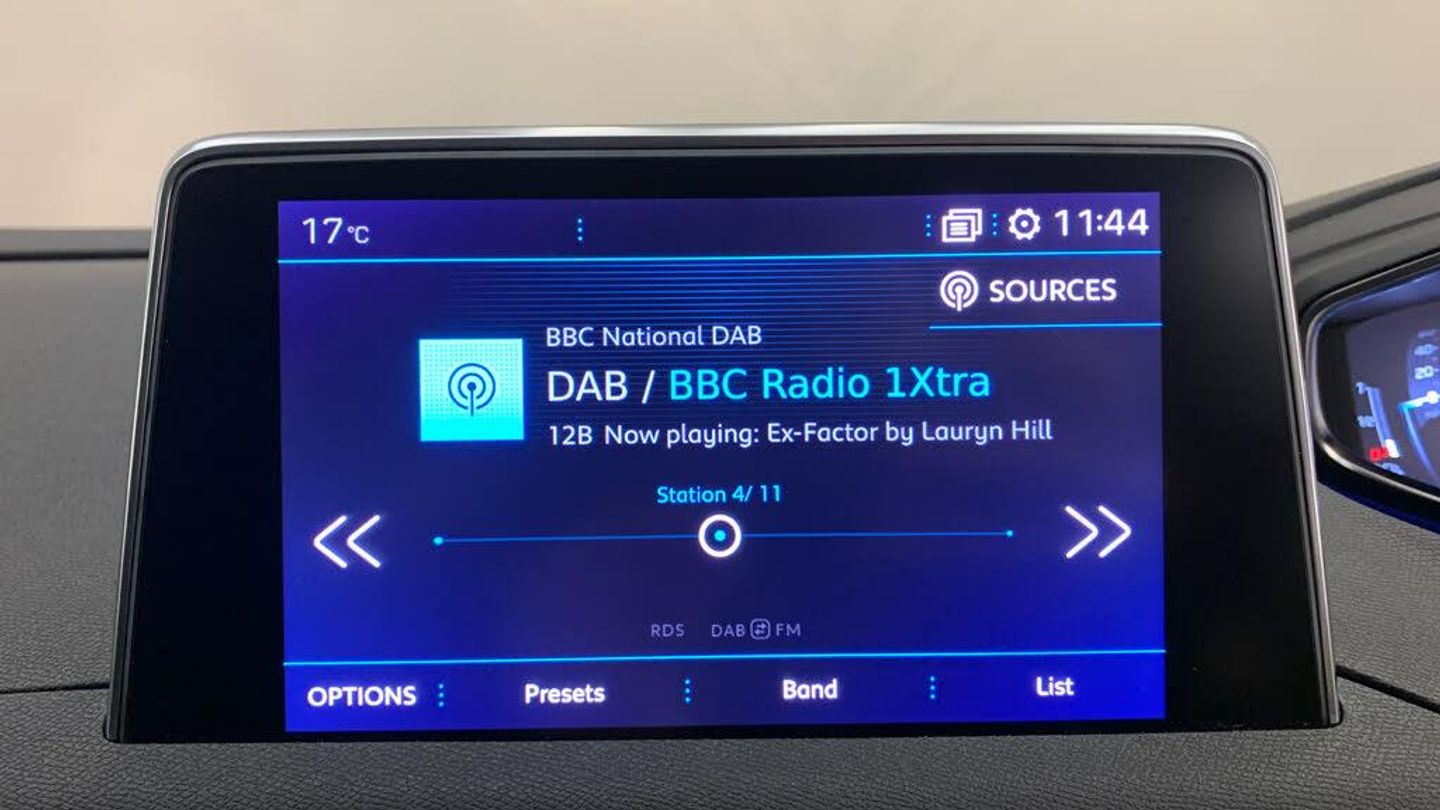 17 °C
11:44
SOURCES
BBC National DAB
DAB / BBC Radio 1Xtra
12B Now playing: Ex-Factor by Lauryn Hill
Station 4/ 11
RDS DAB FM
OPTIONS Presets Band List
20